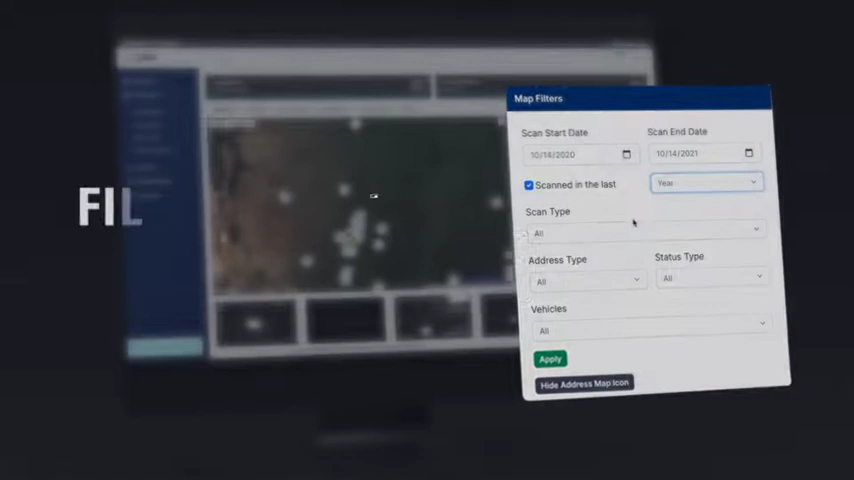 FIL
Map Filters
Scan Start Date
Scan End Date
10/14/2020
10/14/2021
Scanned in the last
Year
Scan Type
All
Address Type
Status Type
All
All
Vehicles
All
Apply
Hide Address Map Icon